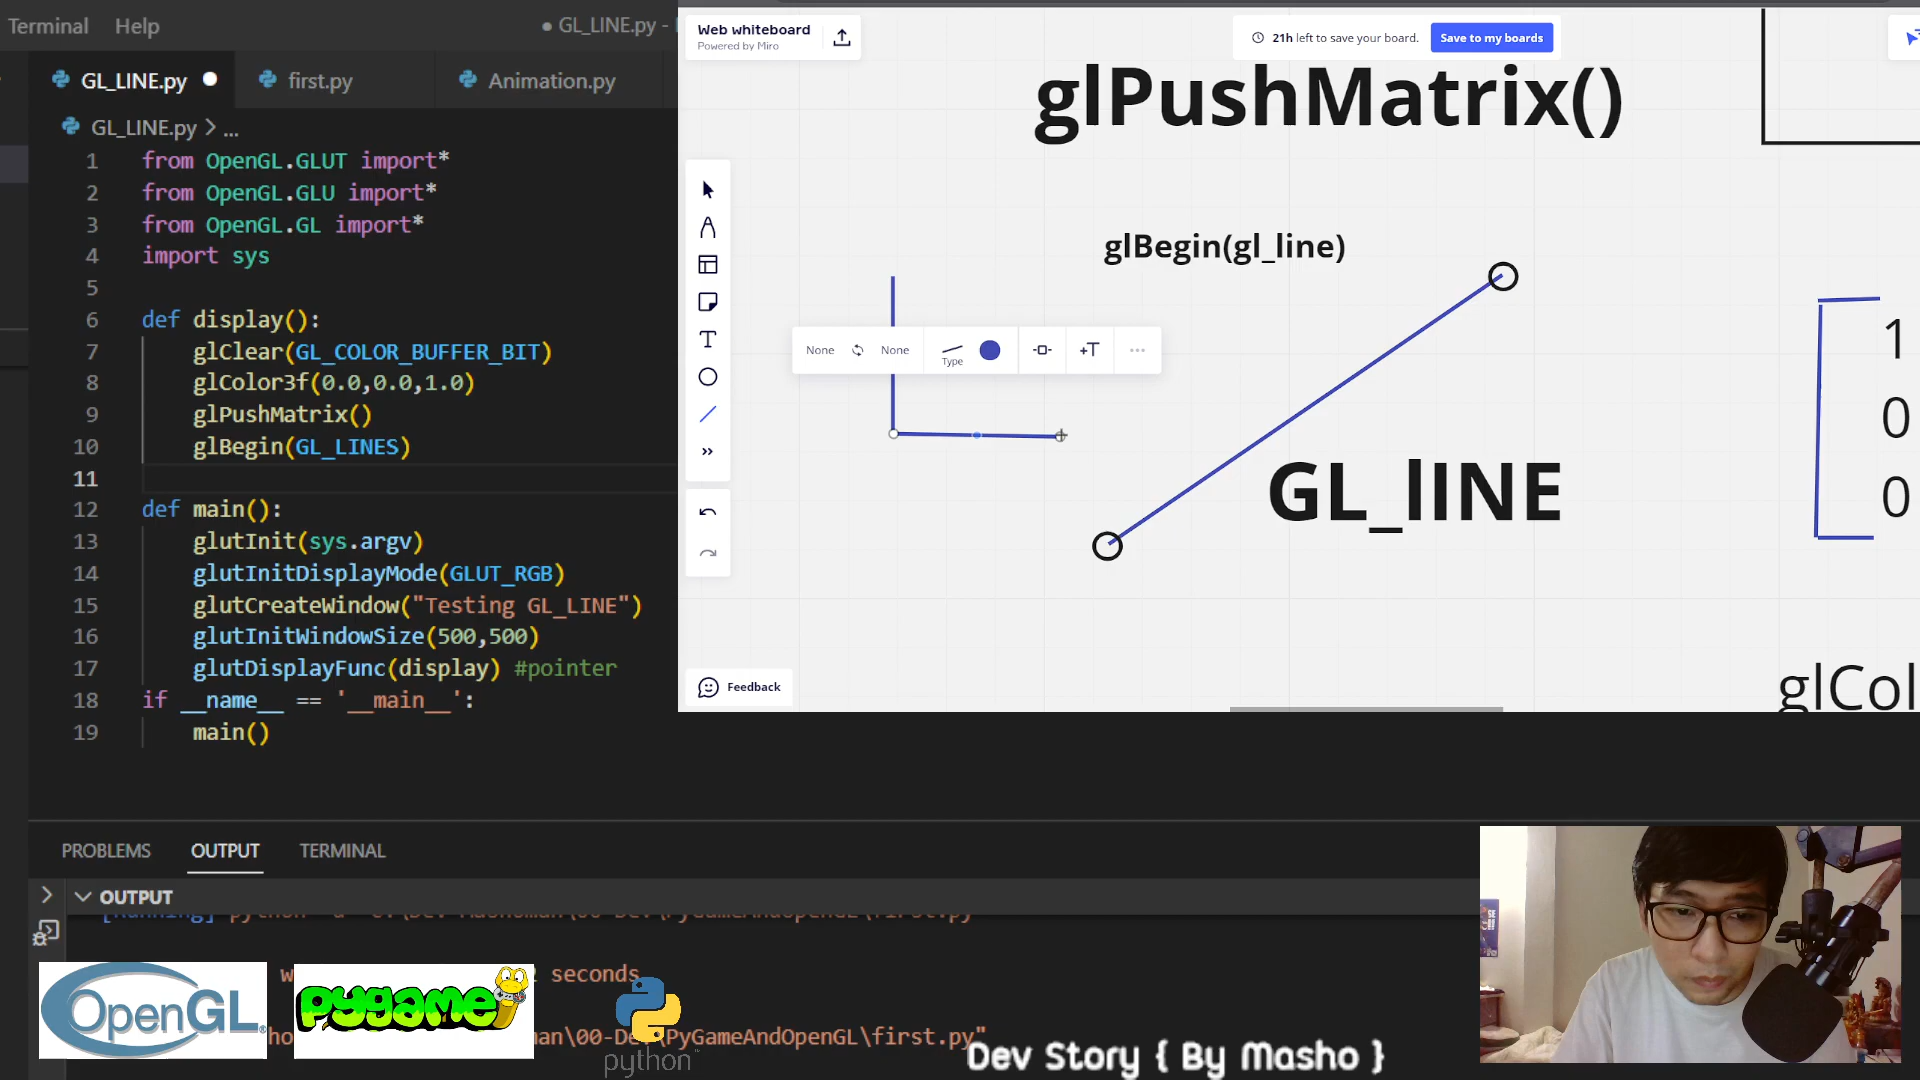 Terminal Help
● GL_LINE.py -
GL_LINE.py
first.py
Animation.py
GL_LINE.py > ...
1 from OpenGL.GLUT import*
2 from OpenGL.GLU import*
3 from OpenGL.GL import*
4 import sys
5
6 def display():
7 glClear(GL_COLOR_BUFFER_BIT)
8 glColor3f(0.0,0.0,1.0)
9 glPushMatrix()
10 glBegin(GL_LINES)
11
12 def main():
13 glutInit(sys.argv)
14 glutInitDisplayMode(GLUT_RGB)
15 glutCreateWindow("Testing GL_LINE")
16 glutInitWindowSize(500,500)
17 glutDisplayFunc(display) #pointer
18 if __name__ == '__main__':
19 main()
Web whiteboard
Powered by Miro
21h left to save your board.
Save to my boards
glPushMatrix()
glBegin(gl_line)
None
None
Type
+T
GL_lINE
1
0
0
glCol
Feedback
PROBLEMS OUTPUT TERMINAL
OUTPUT
[Running] python
\first.py
seconds
\PyGameAndOpenGL\first.py"
OpenGL
pygame
python
Dev Story { By Masho }